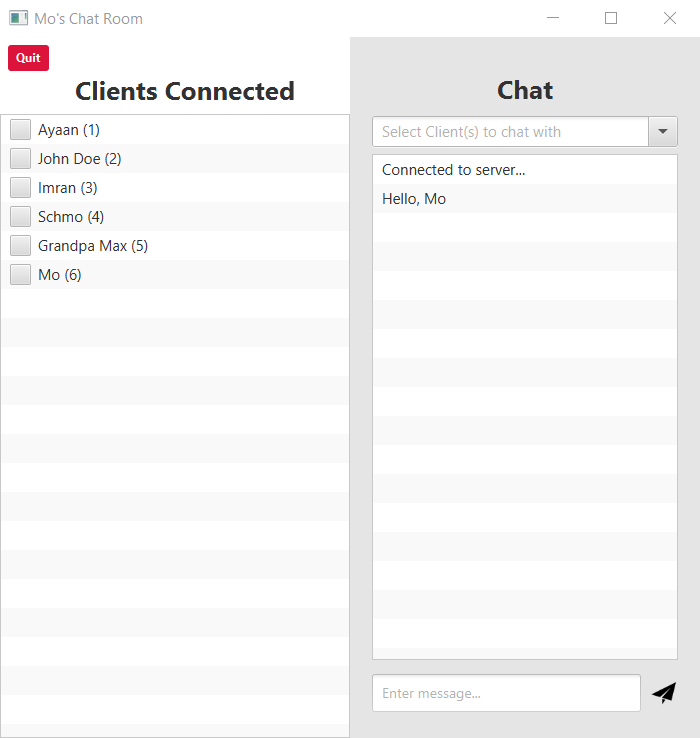 Mo's Chat Room
Quit
Clients Connected
Ayaan (1)
John Doe (2)
Imran (3)
Schmo (4)
Grandpa Max (5)
Mo (6)
Chat
Select Client(s) to chat with
Connected to server...
Hello, Mo
Enter message...